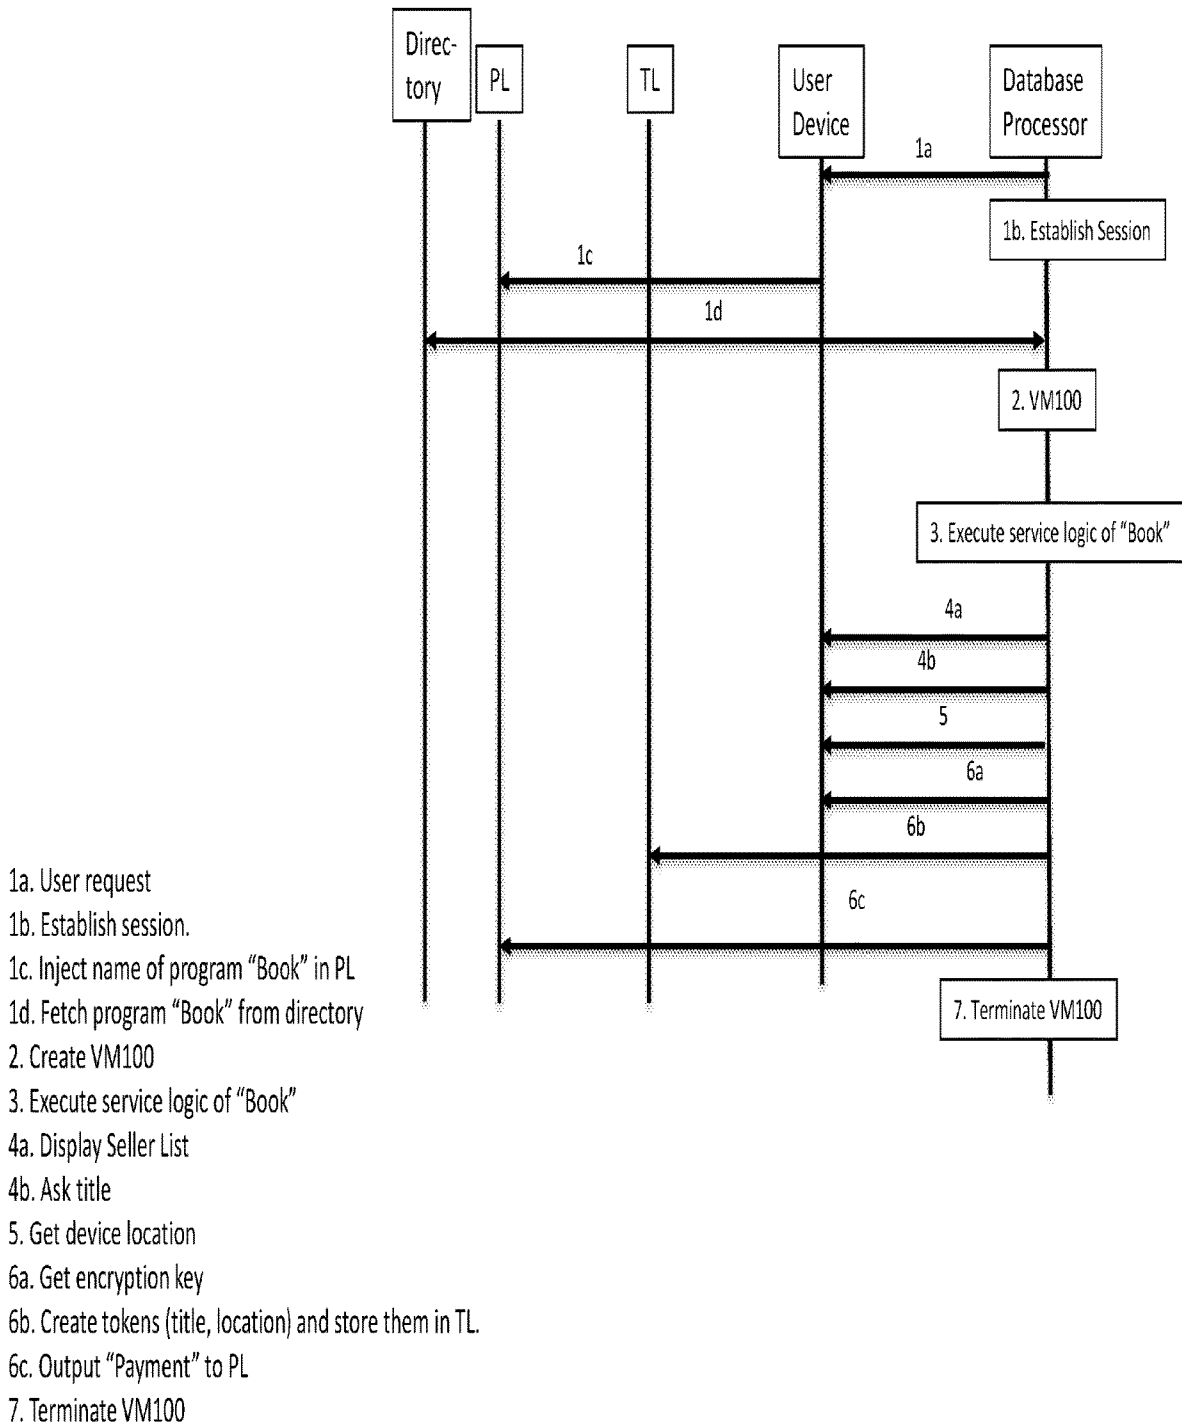 Direc-
tory
PL
TL
User
Device
Database
Processor
1a
1b. Establish Session
1c
1d
2. VM100
3. Execute service logic of “Book”
4a
4b
5
6a
6b
6c
7. Terminate VM100
1a. User request
1b. Establish session.
1c. Inject name of program “Book” in PL
1d. Fetch program “Book” from directory
2. Create VM100
3. Execute service logic of “Book”
4a. Display Seller List
4b. Ask title
5. Get device location
6a. Get encryption key
6b. Create tokens (title, location) and store them in TL.
6c. Output “Payment” to PL
7. Terminate VM100